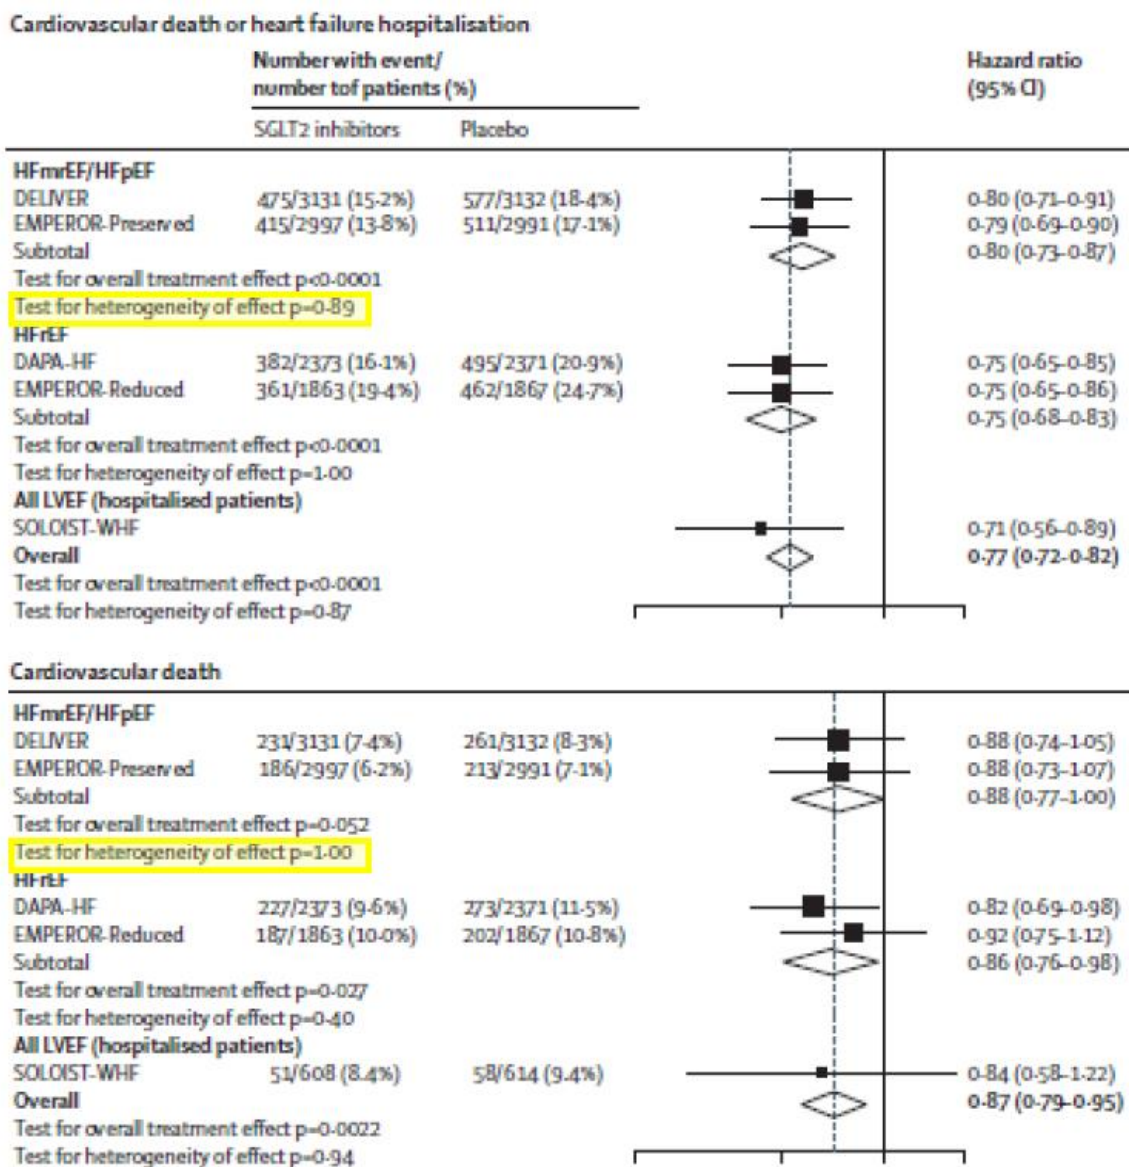 Cardiovascular death or heart failure hospitalisation
Number with event/ Hazard ratio
number tof patients (%) (95% CI)
SGLT2 inhibitors Placebo
HFmrEF/HFpEF
DELIVER 475/3131 (15·2%) 577/3132 (18·4%) 0·80 (0·71–0·91)
EMPEROR-Preserved 415/2997 (13·8%) 511/2991 (17·1%) 0·79 (0·69–0·90)
Subtotal 0·80 (0·73–0·87)
Test for overall treatment effect p<0·0001
Test for heterogeneity of effect p=0·89
HFrEF
DAPA-HF 382/2373 (16·1%) 495/2371 (20·9%) 0·75 (0·65–0·85)
EMPEROR-Reduced 361/1863 (19·4%) 462/1867 (24·7%) 0·75 (0·65–0·86)
Subtotal 0·75 (0·68–0·83)
Test for overall treatment effect p<0·0001
Test for heterogeneity of effect p=1·00
All LVEF (hospitalised patients)
SOLOIST-WHF 0·71 (0·56–0·89)
Overall 0·77 (0·72–0·82)
Test for overall treatment effect p<0·0001
Test for heterogeneity of effect p=0·87
Cardiovascular death
HFmrEF/HFpEF
DELIVER 231/3131 (7·4%) 261/3132 (8·3%) 0·88 (0·74–1·05)
EMPEROR-Preserved 186/2997 (6·2%) 213/2991 (7·1%) 0·88 (0·73–1·07)
Subtotal 0·88 (0·77–1·00)
Test for overall treatment effect p=0·052
Test for heterogeneity of effect p=1·00
HFrEF
DAPA-HF 227/2373 (9·6%) 273/2371 (11·5%) 0·82 (0·69–0·98)
EMPEROR-Reduced 187/1863 (10·0%) 202/1867 (10·8%) 0·92 (0·75–1·12)
Subtotal 0·86 (0·76–0·98)
Test for overall treatment effect p=0·027
Test for heterogeneity of effect p=0·40
All LVEF (hospitalised patients)
SOLOIST-WHF 51/608 (8.4%) 58/614 (9.4%) 0·84 (0·58–1·22)
Overall 0·87 (0·79–0·95)
Test for overall treatment effect p=0·0022
Test for heterogeneity of effect p=0·94